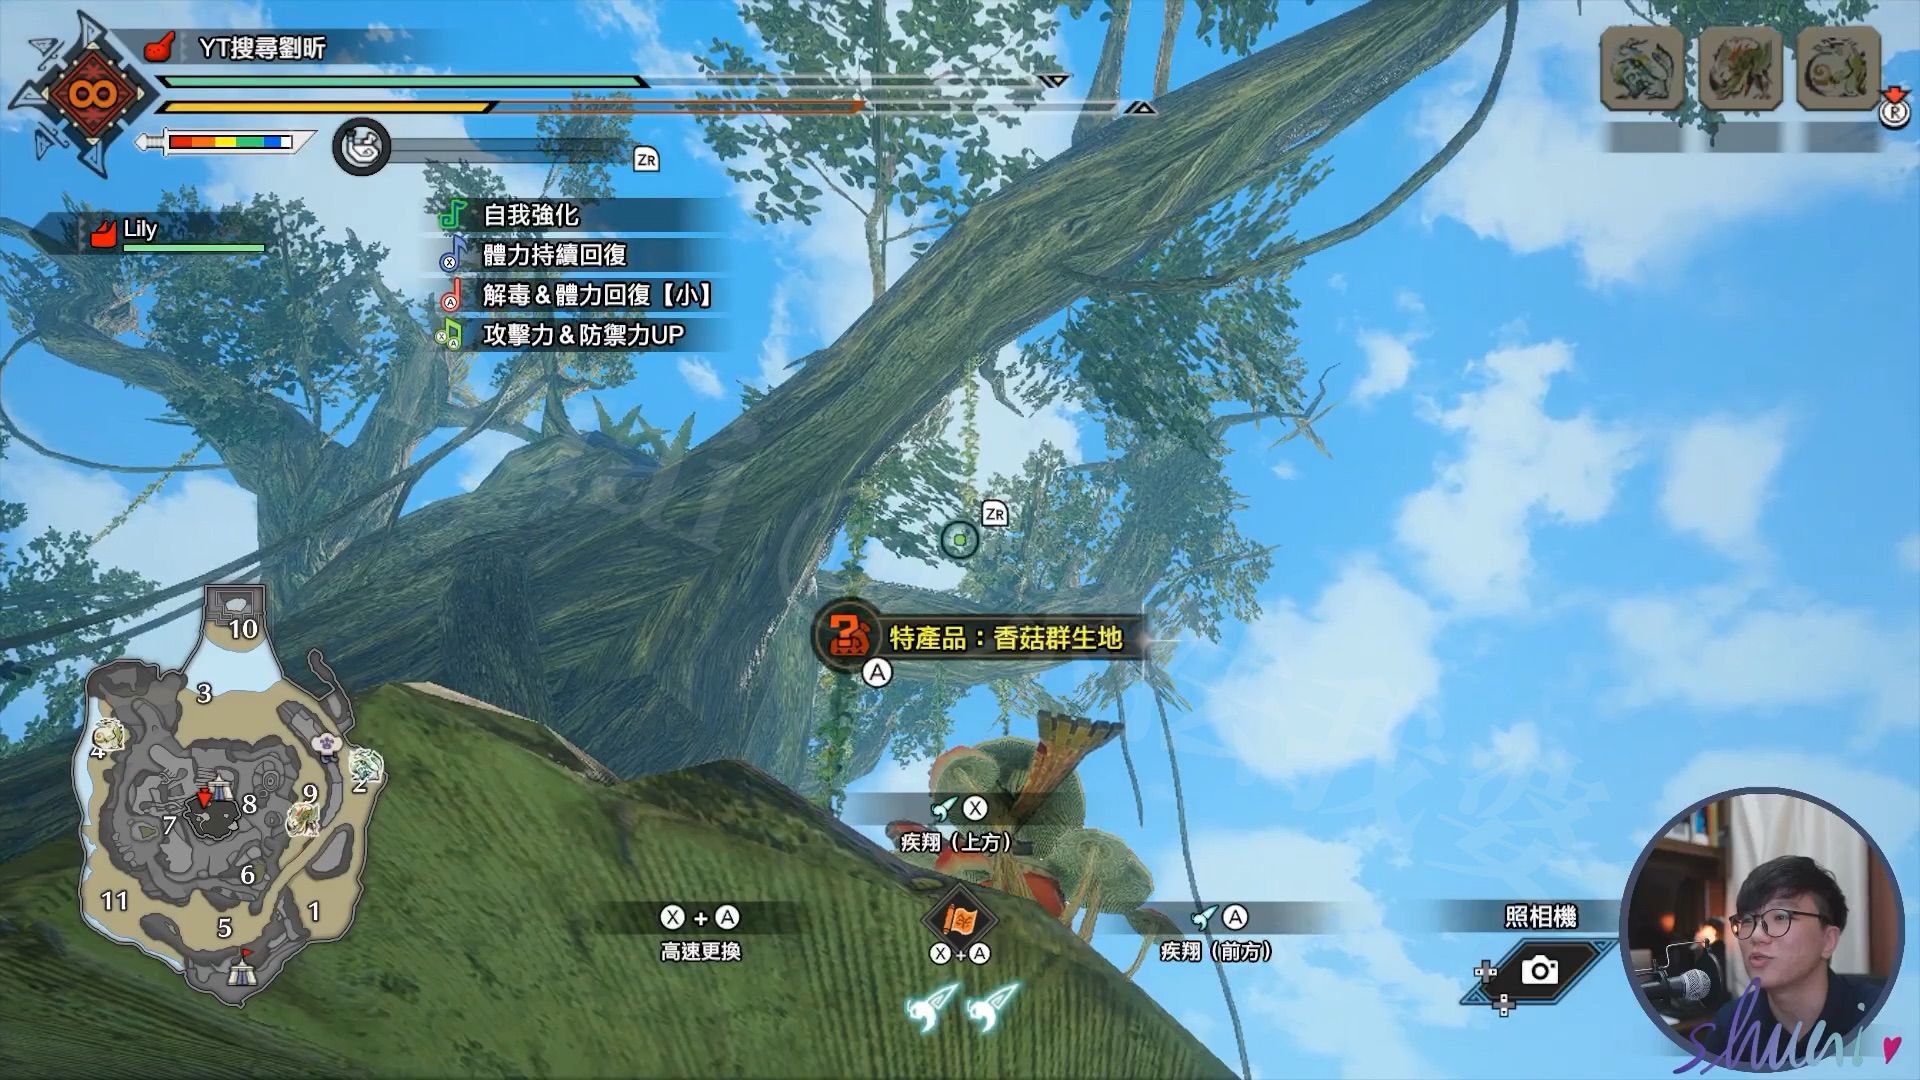 YT搜尋劉昕
ZR
R
Lily
自我強化
X 體力持續回復
A 解毒&體力回復【小】
X A 攻擊力&防禦力UP
ZR
特產品：香菇群生地
A
10
3
4
2
9
8
7
6
11
1
5
X
疾翔（上方）
X + A
高速更換
X + A
A
疾翔（前方）
照相機
shuni